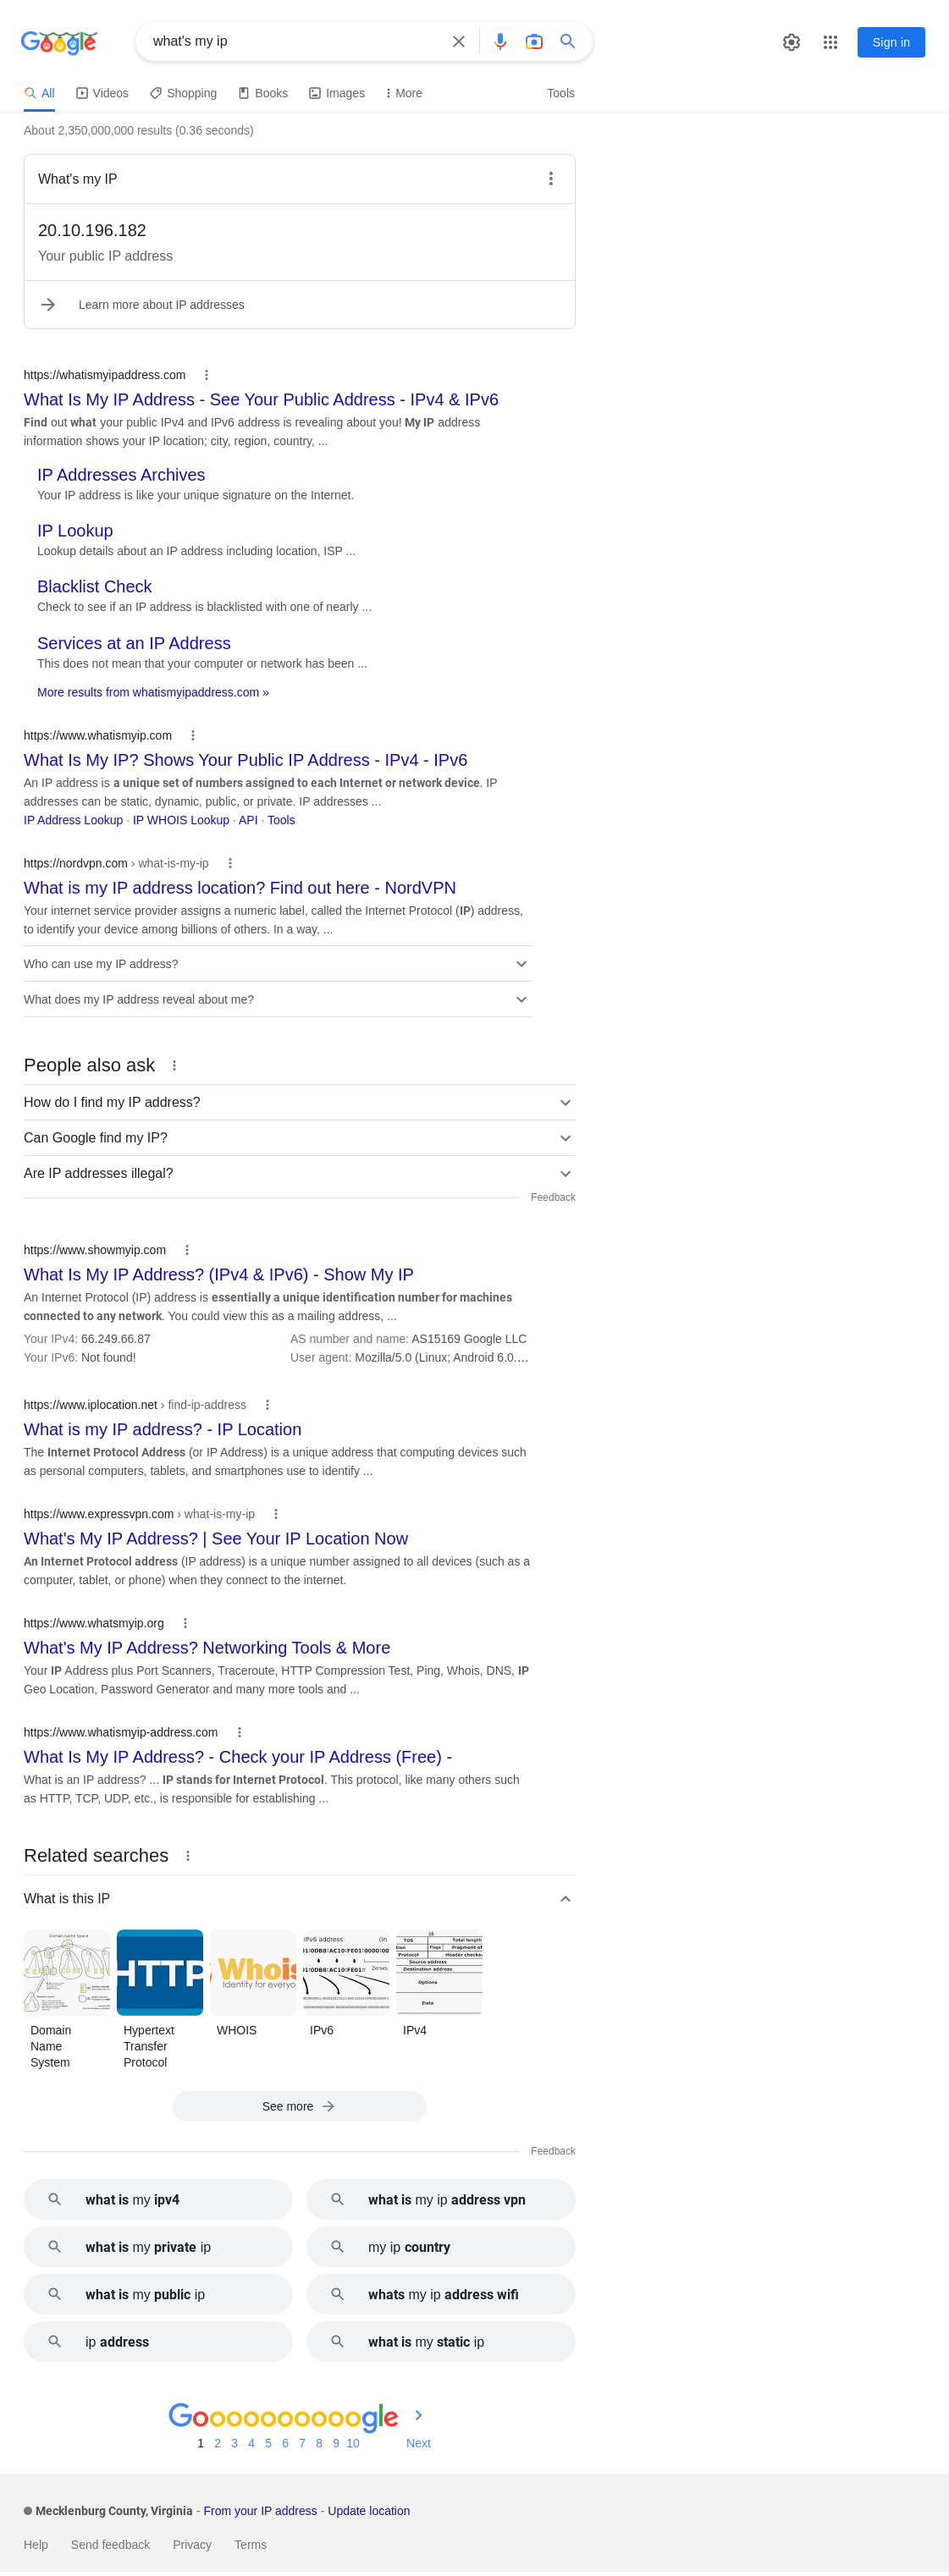 Google
what's my ip
Sign in
All Videos Shopping Books Images More Tools
About 2,350,000,000 results (0.36 seconds)
What's my IP
20.10.196.182
Your public IP address
Learn more about IP addresses
https://whatismyipaddress.com
What Is My IP Address - See Your Public Address - IPv4 & IPv6
Find out what your public IPv4 and IPv6 address is revealing about you! My IP address
information shows your IP location; city, region, country, ...
IP Addresses Archives
Your IP address is like your unique signature on the Internet.
IP Lookup
Lookup details about an IP address including location, ISP ...
Blacklist Check
Check to see if an IP address is blacklisted with one of nearly ...
Services at an IP Address
This does not mean that your computer or network has been ...
More results from whatismyipaddress.com »
https://www.whatismyip.com
What Is My IP? Shows Your Public IP Address - IPv4 - IPv6
An IP address is a unique set of numbers assigned to each Internet or network device. IP
addresses can be static, dynamic, public, or private. IP addresses ...
IP Address Lookup · IP WHOIS Lookup · API · Tools
https://nordvpn.com › what-is-my-ip
What is my IP address location? Find out here - NordVPN
Your internet service provider assigns a numeric label, called the Internet Protocol (IP) address,
to identify your device among billions of others. In a way, ...
Who can use my IP address?
What does my IP address reveal about me?
People also ask
How do I find my IP address?
Can Google find my IP?
Are IP addresses illegal?
Feedback
https://www.showmyip.com
What Is My IP Address? (IPv4 & IPv6) - Show My IP
An Internet Protocol (IP) address is essentially a unique identification number for machines
connected to any network. You could view this as a mailing address, ...
Your IPv4: 66.249.66.87 AS number and name: AS15169 Google LLC
Your IPv6: Not found! User agent: Mozilla/5.0 (Linux; Android 6.0....
https://www.iplocation.net › find-ip-address
What is my IP address? - IP Location
The Internet Protocol Address (or IP Address) is a unique address that computing devices such
as personal computers, tablets, and smartphones use to identify ...
https://www.expressvpn.com › what-is-my-ip
What's My IP Address? | See Your IP Location Now
An Internet Protocol address (IP address) is a unique number assigned to all devices (such as a
computer, tablet, or phone) when they connect to the internet.
https://www.whatsmyip.org
What's My IP Address? Networking Tools & More
Your IP Address plus Port Scanners, Traceroute, HTTP Compression Test, Ping, Whois, DNS, IP
Geo Location, Password Generator and many more tools and ...
https://www.whatismyip-address.com
What Is My IP Address? - Check your IP Address (Free) -
What is an IP address? ... IP stands for Internet Protocol. This protocol, like many others such
as HTTP, TCP, UDP, etc., is responsible for establishing ...
Related searches
What is this IP
Domain Name Space
HTTP
Whois
Identity for everyo
IPv6 address (in
Zeroes
TOS Total length
Flags Fragment of
Protocol Header checks
Source address
Destination address
Options
Data
Domain
Name
System
Hypertext
Transfer
Protocol
WHOIS
IPv6
IPv4
See more
Feedback
what is my ipv4
what is my ip address vpn
what is my private ip
my ip country
what is my public ip
whats my ip address wifi
ip address
what is my static ip
Goooooooooogle
1 2 3 4 5 6 7 8 9 10 Next
Mecklenburg County, Virginia - From your IP address - Update location
Help Send feedback Privacy Terms